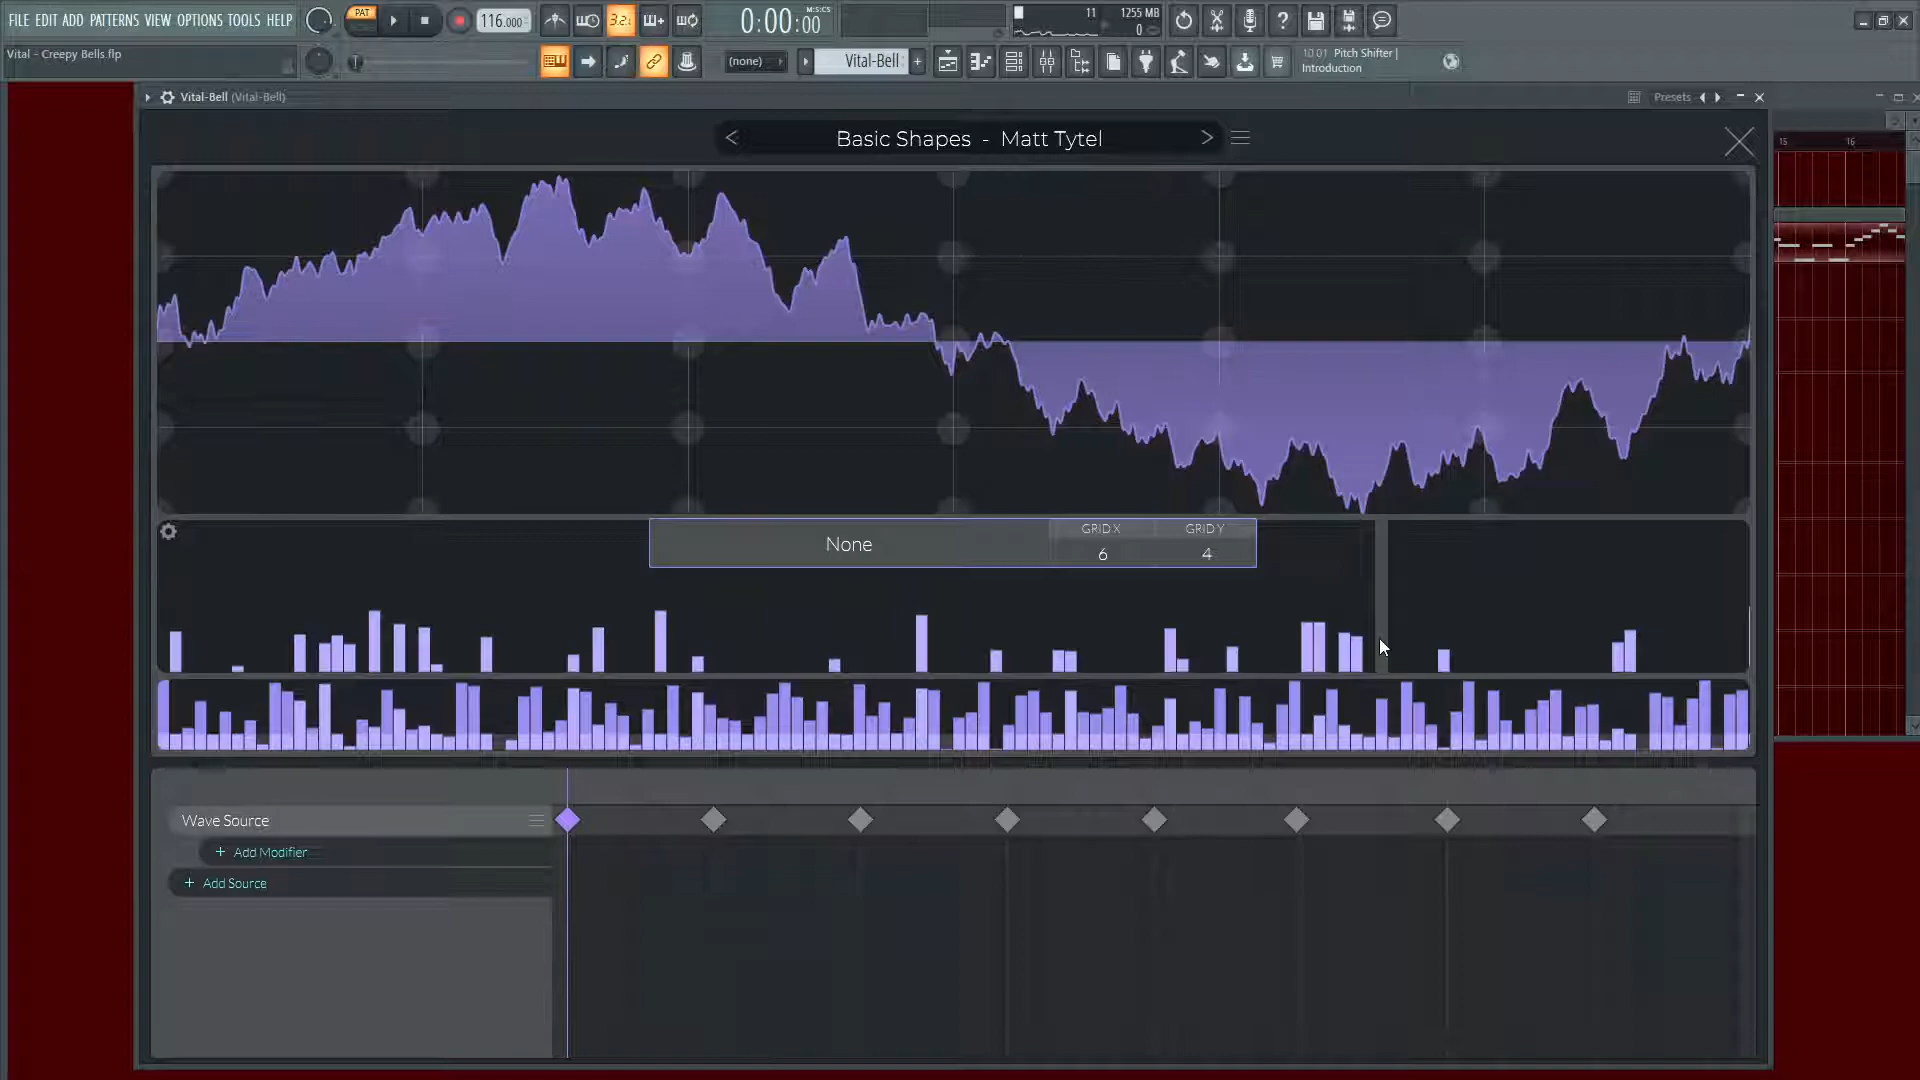 FILE EDIT ADD PATTERNS VIEW OPTIONS TOOLS HELP
PAT
116.000
3.2.
0:00:00
M:S:CS
11
1255 MB
0
Vital - Creepy Bells.flp
(none)
Vital-Bell
+
10.01 Pitch Shifter |
Introduction
Vital-Bell (Vital-Bell)
Presets
Basic Shapes - Matt Tytel
15
16
None
GRID X
6
GRID Y
4
Wave Source
+ Add Modifier
+ Add Source